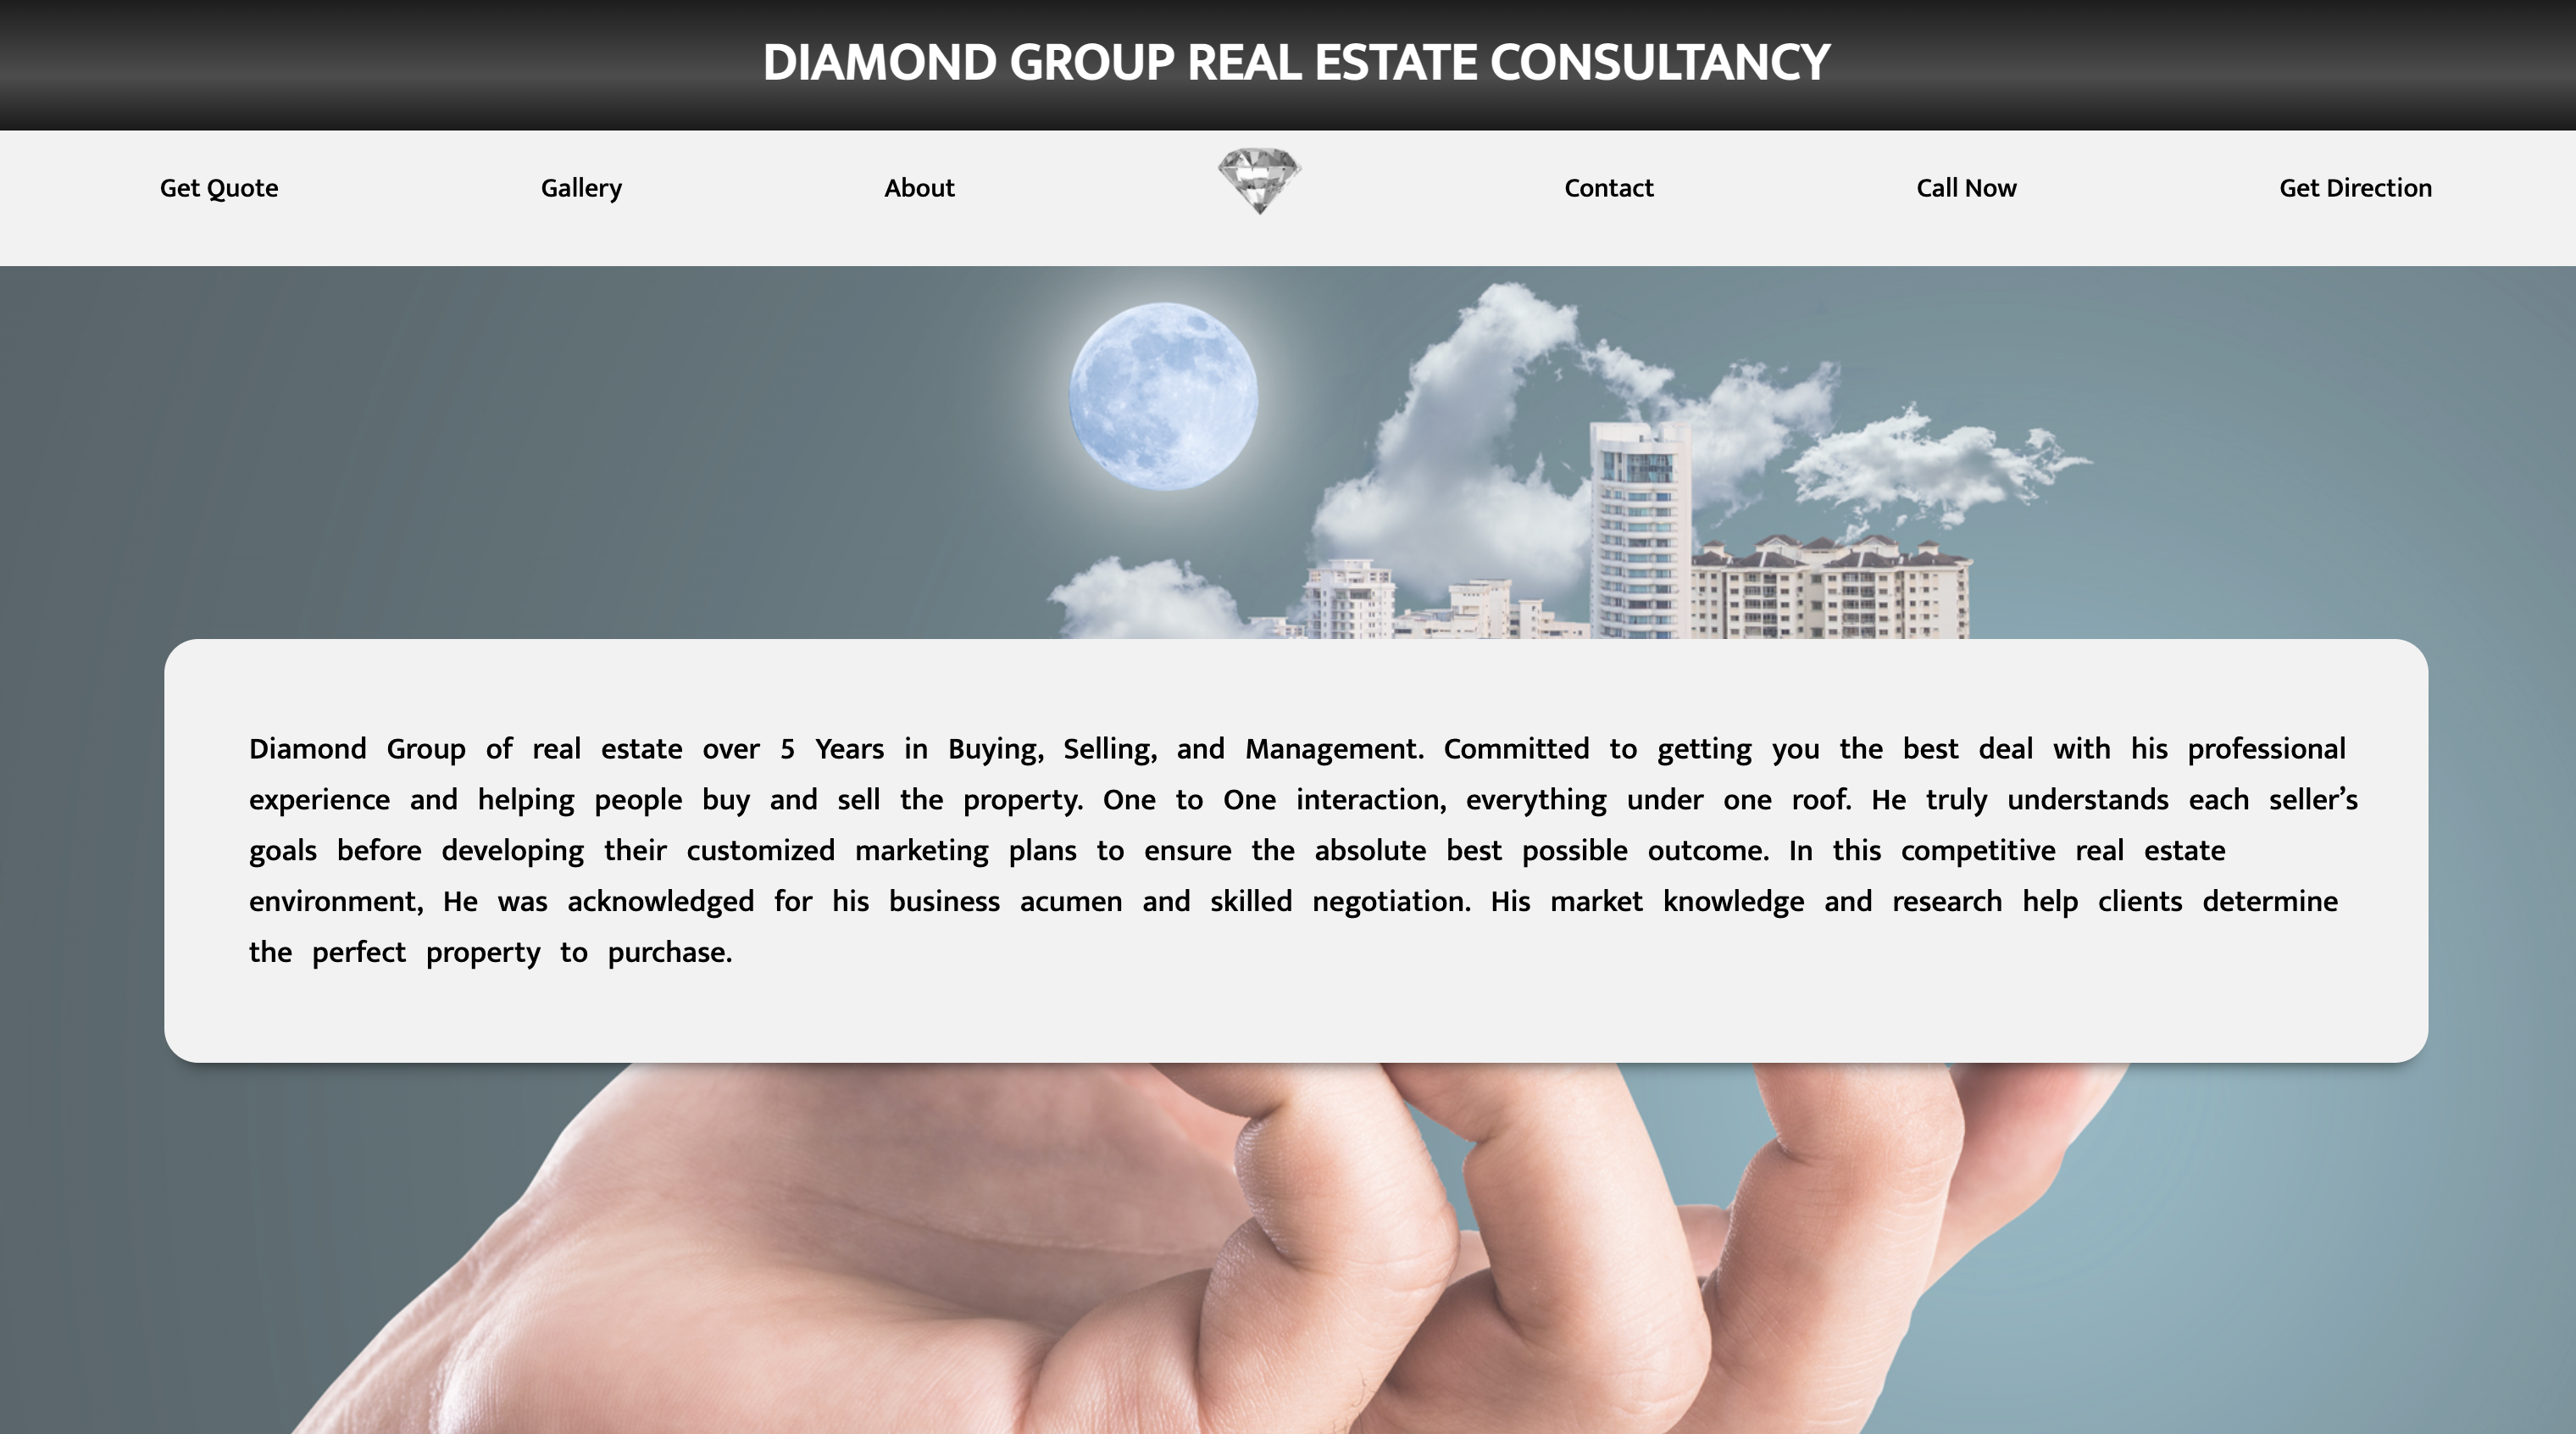 DIAMOND GROUP REAL ESTATE CONSULTANCY
Get Quote
Gallery
About
Contact
Call Now
Get Direction
Diamond Group of real estate over 5 Years in Buying, Selling, and Management. Committed to getting you the best deal with his professional
experience and helping people buy and sell the property. One to One interaction, everything under one roof. He truly understands each seller’s
goals before developing their customized marketing plans to ensure the absolute best possible outcome. In this competitive real estate
environment, He was acknowledged for his business acumen and skilled negotiation. His market knowledge and research help clients determine
the perfect property to purchase.